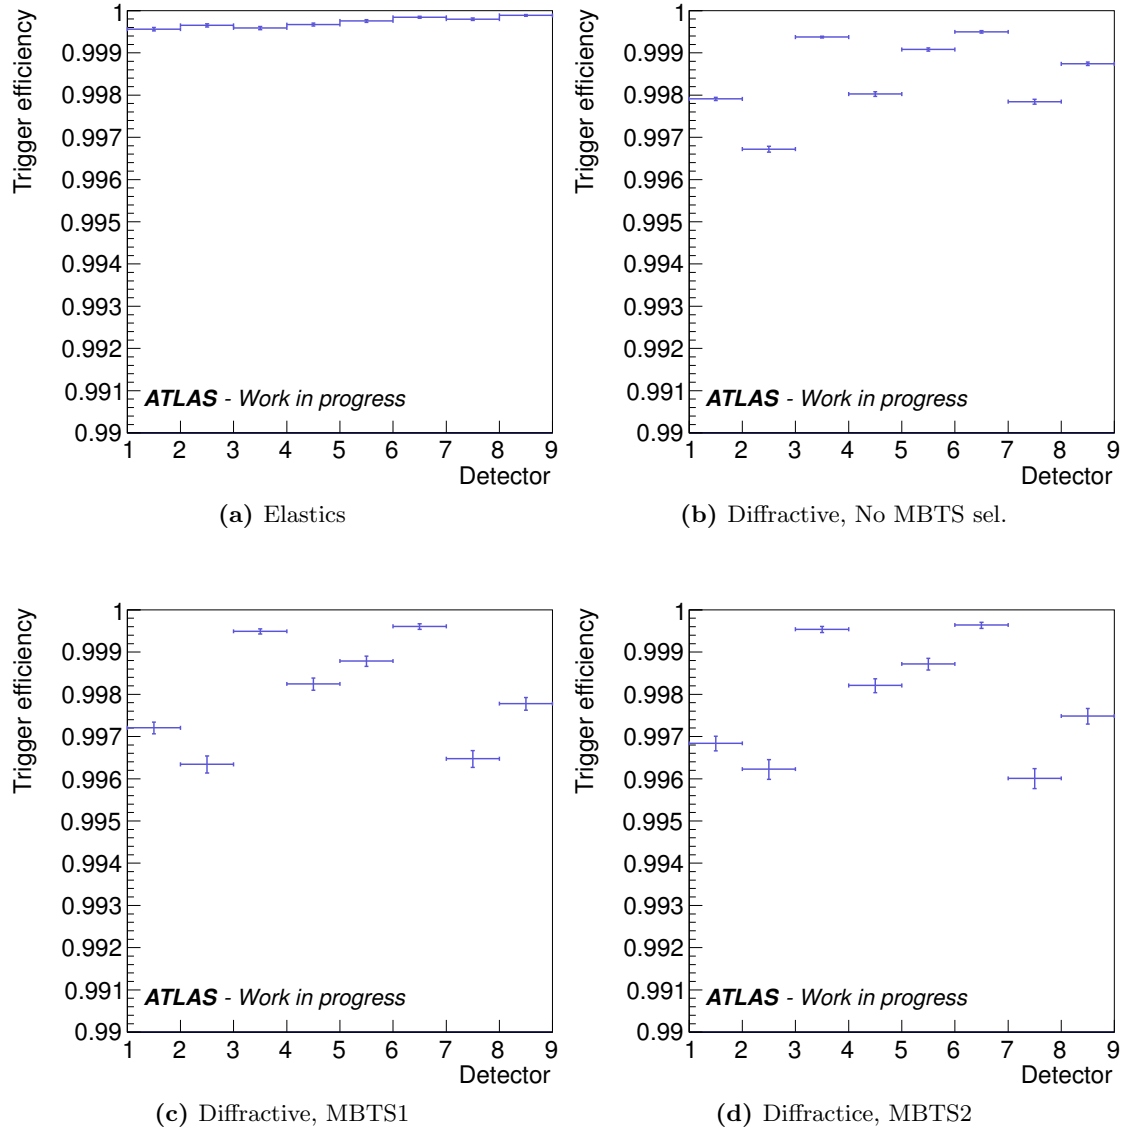 Trigger efficiency
1
0.999
0.998
0.997
0.996
0.995
0.994
0.993
0.992
0.991
0.99
ATLAS - Work in progress
1 2 3 4 5 6 7 8 9
Detector
(a) Elastics
Trigger efficiency
1
0.999
0.998
0.997
0.996
0.995
0.994
0.993
0.992
0.991
0.99
ATLAS - Work in progress
1 2 3 4 5 6 7 8 9
Detector
(b) Diffractive, No MBTS sel.
Trigger efficiency
1
0.999
0.998
0.997
0.996
0.995
0.994
0.993
0.992
0.991
0.99
ATLAS - Work in progress
1 2 3 4 5 6 7 8 9
Detector
(c) Diffractive, MBTS1
Trigger efficiency
1
0.999
0.998
0.997
0.996
0.995
0.994
0.993
0.992
0.991
0.99
ATLAS - Work in progress
1 2 3 4 5 6 7 8 9
Detector
(d) Diffractice, MBTS2